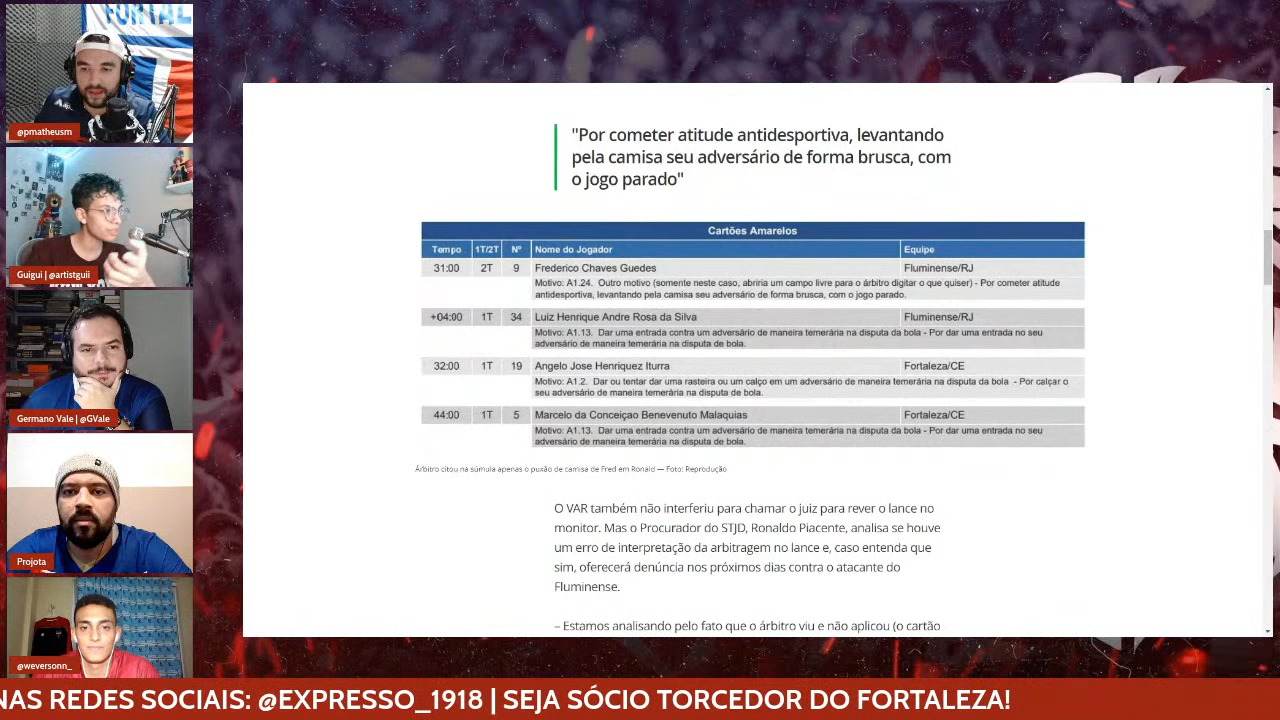 FORTAL
@pmatheusm
Guigui | @artistguii
Germano Vale | @GVale
Projota
@weversonn_
"Por cometer atitude antidesportiva, levantando
pela camisa seu adversário de forma brusca, com
o jogo parado"
Cartões Amarelos
Tempo 1T/2T Nº Nome do Jogador Equipe
31:00 2T 9 Frederico Chaves Guedes Fluminense/RJ
Motivo: A1.24. Outro motivo (somente neste caso, abriria um campo livre para o árbitro digitar o que quiser) - Por cometer atitude
antidesportiva, levantando pela camisa seu adversário de forma brusca, com o jogo parado.
+04:00 1T 34 Luiz Henrique Andre Rosa da Silva Fluminense/RJ
Motivo: A1.13. Dar uma entrada contra um adversário de maneira temerária na disputa da bola - Por dar uma entrada no seu
adversário de maneira temerária na disputa de bola.
32:00 1T 19 Angelo Jose Henriquez Iturra Fortaleza/CE
Motivo: A1.2. Dar ou tentar dar uma rasteira ou um calço em um adversário de maneira temerária na disputa da bola - Por calçar o
seu adversário de maneira temerária na disputa de bola.
44:00 1T 5 Marcelo da Conceiçao Benevenuto Malaquias Fortaleza/CE
Motivo: A1.13. Dar uma entrada contra um adversário de maneira temerária na disputa da bola - Por dar uma entrada no seu
adversário de maneira temerária na disputa de bola.
Árbitro citou na súmula apenas o puxão de camisa de Fred em Ronald — Foto: Reprodução
O VAR também não interferiu para chamar o juiz para rever o lance no
monitor. Mas o Procurador do STJD, Ronaldo Piacente, analisa se houve
um erro de interpretação da arbitragem no lance e, caso entenda que
sim, oferecerá denúncia nos próximos dias contra o atacante do
Fluminense.
– Estamos analisando pelo fato que o árbitro viu e não aplicou (o cartão
NAS REDES SOCIAIS: @EXPRESSO_1918 | SEJA SÓCIO TORCEDOR DO FORTALEZA!